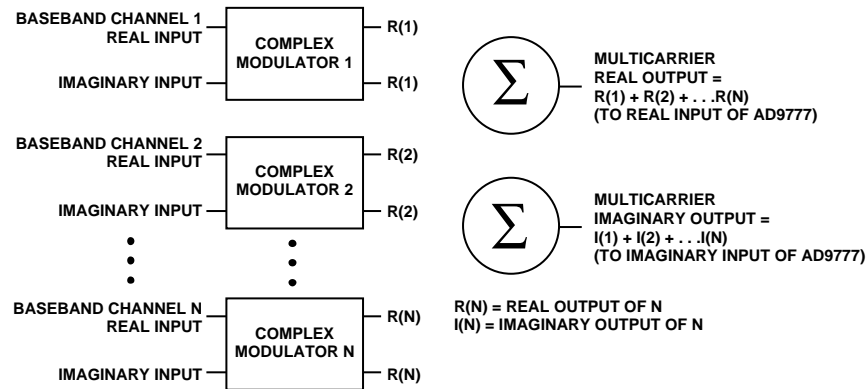 BASEBAND CHANNEL 1
REAL INPUT
IMAGINARY INPUT
COMPLEX
MODULATOR 1
R(1)
R(1)
BASEBAND CHANNEL 2
REAL INPUT
IMAGINARY INPUT
COMPLEX
MODULATOR 2
R(2)
R(2)
BASEBAND CHANNEL N
REAL INPUT
IMAGINARY INPUT
COMPLEX
MODULATOR N
R(N)
R(N)
Σ
MULTICARRIER
REAL OUTPUT =
R(1) + R(2) + . . .R(N)
(TO REAL INPUT OF AD9777)
Σ
MULTICARRIER
IMAGINARY OUTPUT =
I(1) + I(2) + . . .I(N)
(TO IMAGINARY INPUT OF AD9777)
R(N) = REAL OUTPUT OF N
I(N) = IMAGINARY OUTPUT OF N